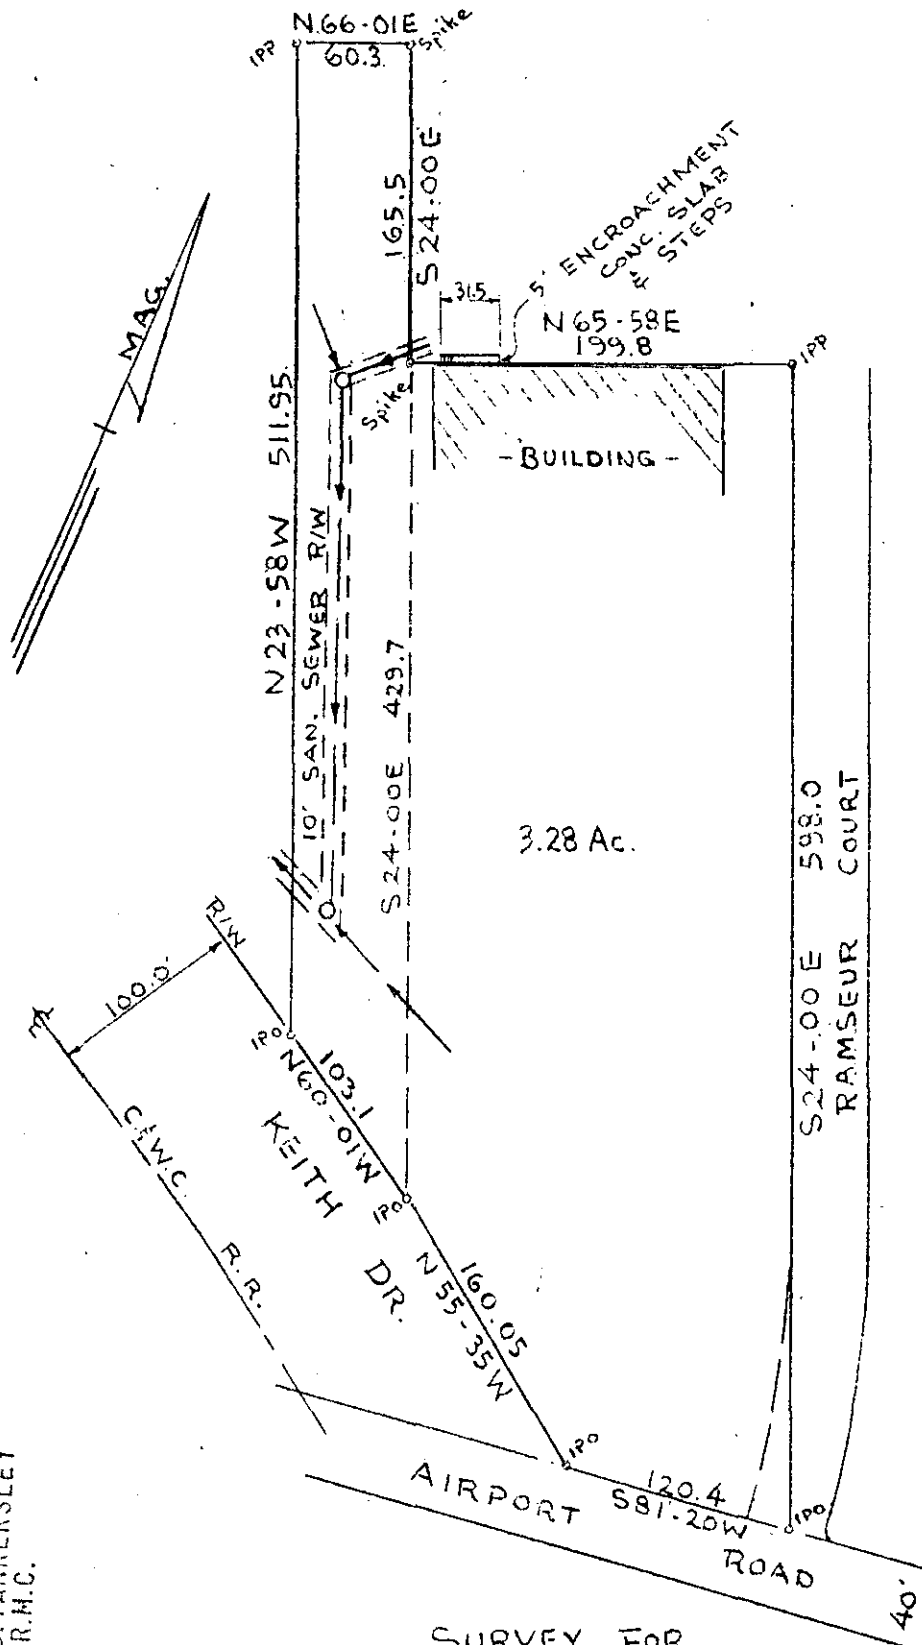 N.66-01E
60.3
IPP
Spike
165.5
S24-00E
5' ENCROACHMENT
CONC. SLAB
& STEPS
31.5
N65-58E
199.8
IPP
MAG.
Spike
-BUILDING-
N23-58W 511.95
10' SAN. SEWER R/W
S24-00E 429.7
3.28 Ac.
S24-00E 598.0
RAMSEUR COURT
R/W
100.0'
IPO
103.1
N60-01W
KEITH DR.
C.&W.C. R.R.
IPO
160.05
N55-35W
IPO
120.4
S81-20W
IPO
AIRPORT ROAD
40'
TANKERSLEY
R.M.C.
SURVEY FOR